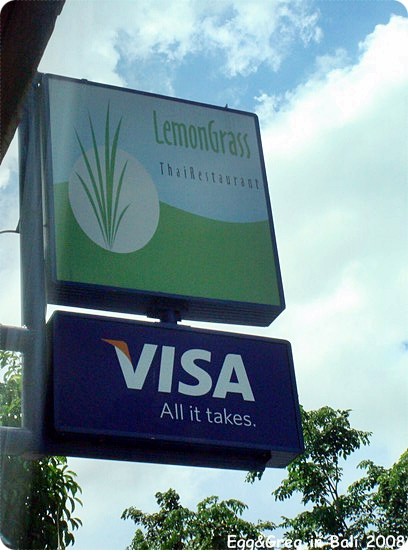 LemonGrass
ThaiRestaurant
VISA
All it takes.
Egg&Greg in Bali 2008